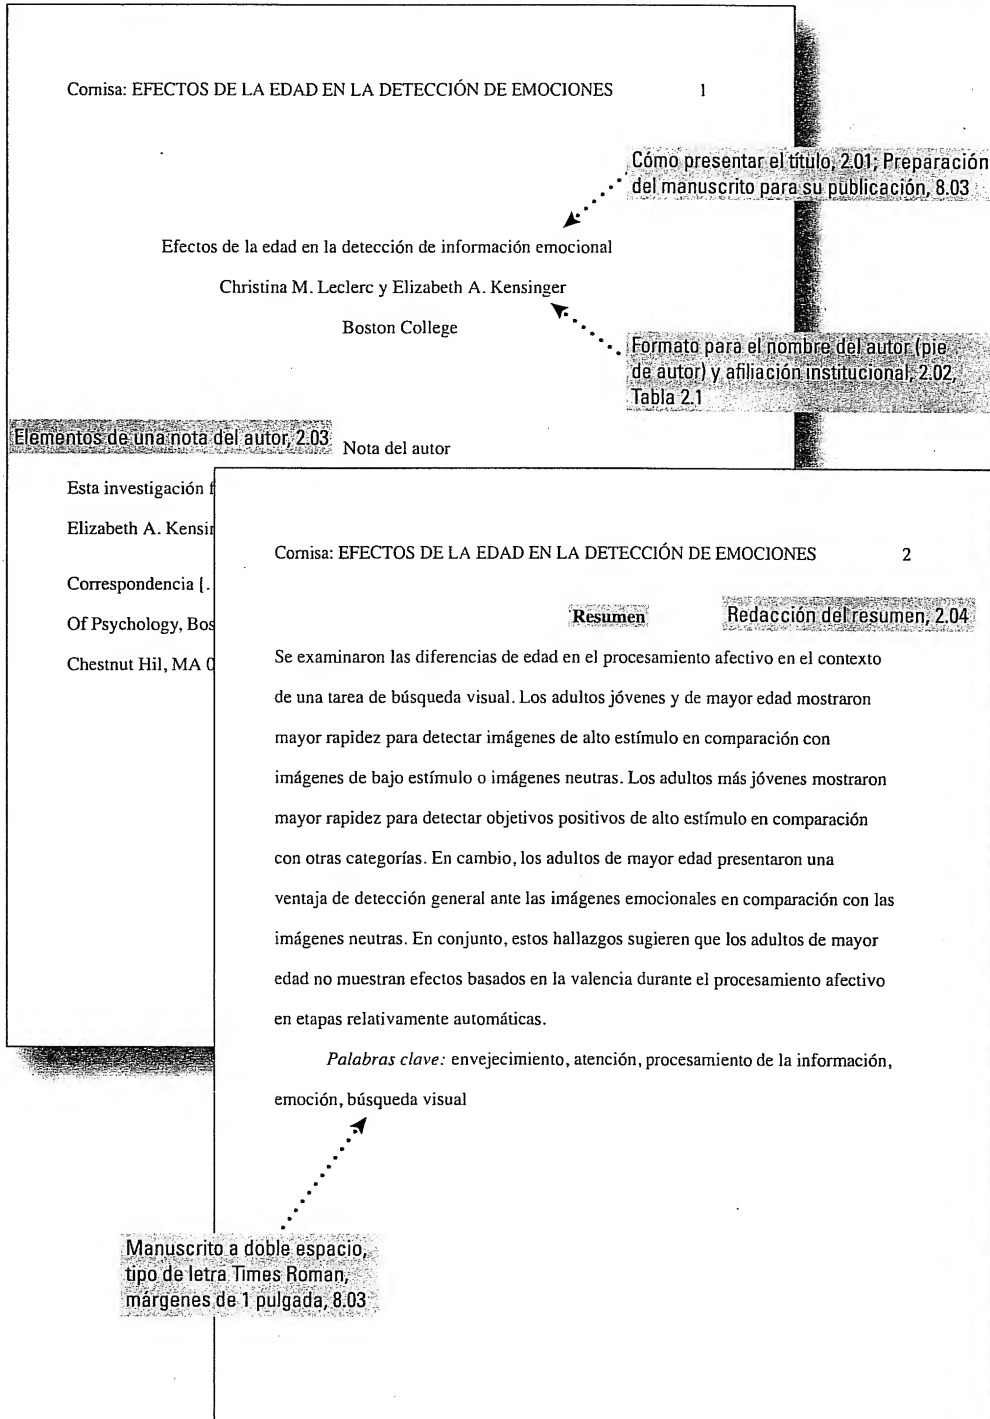 Cornisa: EFECTOS DE LA EDAD EN LA DETECCIÓN DE EMOCIONES 1
Cómo presentar el título, 2.01; Preparación
del manuscrito para su publicación, 8.03
Efectos de la edad en la detección de información emocional
Christina M. Leclerc y Elizabeth A. Kensinger
Boston College
Formato para el nombre del autor (pie
de autor) y afiliación institucional, 2.02,
Tabla 2.1
Elementos de una nota del autor, 2.03
Nota del autor
Esta investigación f
Elizabeth A. Kensin
Correspondencia [.
Of Psychology, Bos
Chestnut Hil, MA 0
Cornisa: EFECTOS DE LA EDAD EN LA DETECCIÓN DE EMOCIONES 2
Resumen
Redacción del resumen, 2.04
Se examinaron las diferencias de edad en el procesamiento afectivo en el contexto
de una tarea de búsqueda visual. Los adultos jóvenes y de mayor edad mostraron
mayor rapidez para detectar imágenes de alto estímulo en comparación con
imágenes de bajo estímulo o imágenes neutras. Los adultos más jóvenes mostraron
mayor rapidez para detectar objetivos positivos de alto estímulo en comparación
con otras categorías. En cambio, los adultos de mayor edad presentaron una
ventaja de detección general ante las imágenes emocionales en comparación con las
imágenes neutras. En conjunto, estos hallazgos sugieren que los adultos de mayor
edad no muestran efectos basados en la valencia durante el procesamiento afectivo
en etapas relativamente automáticas.
Palabras clave: envejecimiento, atención, procesamiento de la información,
emoción, búsqueda visual
Manuscrito a doble espacio,
tipo de letra Times Roman,
márgenes de 1 pulgada, 8.03